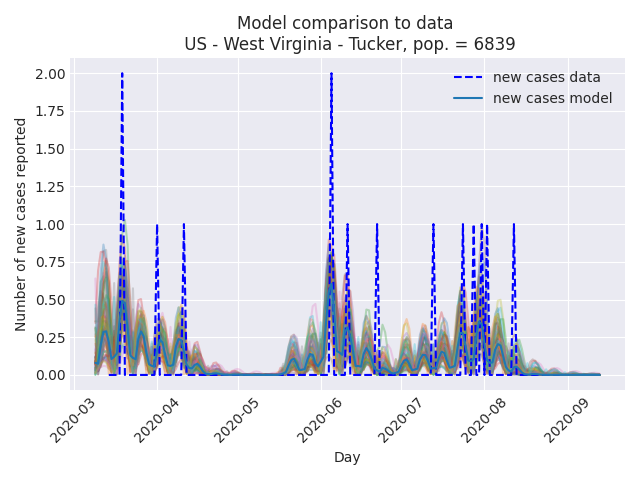 Model comparison to data
US - West Virginia - Tucker, pop. = 6839
new cases data
new cases model
Number of new cases reported
2.00
1.75
1.50
1.25
1.00
0.75
0.50
0.25
0.00
2020-03
2020-04
2020-05
2020-06
2020-07
2020-08
2020-09
Day